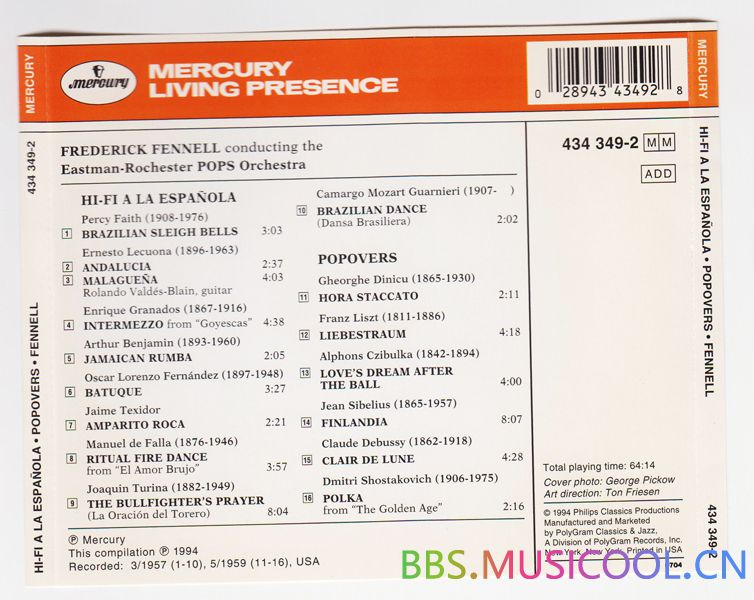 MERCURY
434 349-2
HI-FI A LA ESPAÑOLA • POPOVERS • FENNELL
mercury
MERCURY
LIVING PRESENCE
0 28943 43492 8
FREDERICK FENNELL conducting the
Eastman-Rochester POPS Orchestra
HI-FI A LA ESPAÑOLA
Percy Faith (1908-1976)
1 BRAZILIAN SLEIGH BELLS 3:03
Ernesto Lecuona (1896-1963)
2 ANDALUCIA 2:37
3 MALAGUEÑA 4:03
Rolando Valdés-Blain, guitar
Enrique Granados (1867-1916)
4 INTERMEZZO from "Goyescas" 4:38
Arthur Benjamin (1893-1960)
5 JAMAICAN RUMBA 2:05
Oscar Lorenzo Fernández (1897-1948)
6 BATUQUE 3:27
Jaime Texidor
7 AMPARITO ROCA 2:21
Manuel de Falla (1876-1946)
8 RITUAL FIRE DANCE
from "El Amor Brujo" 3:57
Joaquin Turina (1882-1949)
9 THE BULLFIGHTER'S PRAYER
(La Oración del Torero) 8:04
Camargo Mozart Guarnieri (1907- )
10 BRAZILIAN DANCE
(Dansa Brasiliera) 2:02
POPOVERS
Gheorghe Dinicu (1865-1930)
11 HORA STACCATO 2:11
Franz Liszt (1811-1886)
12 LIEBESTRAUM 4:18
Alphons Czibulka (1842-1894)
13 LOVE'S DREAM AFTER
THE BALL 4:00
Jean Sibelius (1865-1957)
14 FINLANDIA 8:07
Claude Debussy (1862-1918)
15 CLAIR DE LUNE 4:28
Dmitri Shostakovich (1906-1975)
16 POLKA
from "The Golden Age" 2:16
℗ Mercury
This compilation ℗ 1994
Recorded: 3/1957 (1-10), 5/1959 (11-16), USA
434 349-2 MM
ADD
Total playing time: 64:14
Cover photo: George Pickow
Art direction: Ton Friesen
© 1994 Philips Classics Productions
Manufactured and Marketed
by PolyGram Classics & Jazz,
A Division of PolyGram Records, Inc.
New York, New York, Printed in USA
704
MERCURY
HI-FI A LA ESPAÑOLA • POPOVERS • FENNELL
434 349-2
BBS.MUSICOOL.CN